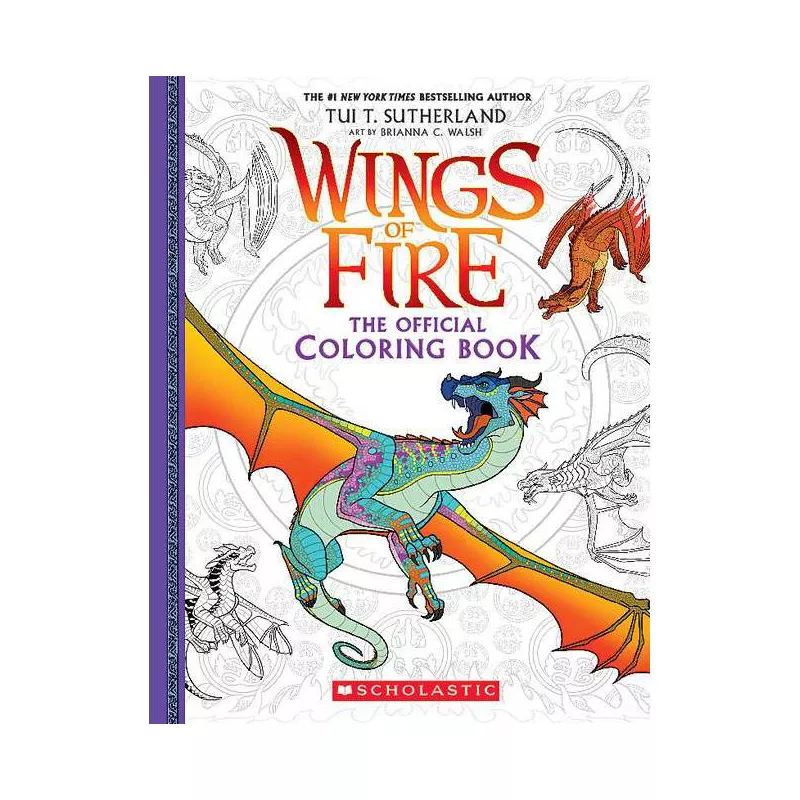 THE #1 NEW YORK TIMES BESTSELLING AUTHOR
TUI T. SUTHERLAND
ART BY BRIANNA C. WALSH
WINGS
OF
FIRE
THE OFFICIAL
COLORING BOOK
SCHOLASTIC